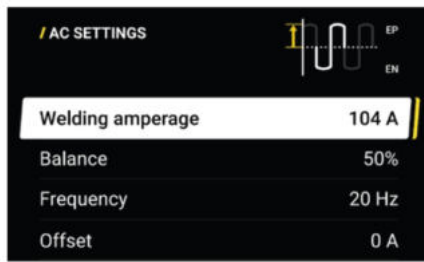 / AC SETTINGS
EP
EN
Welding amperage 104 A
Balance 50%
Frequency 20 Hz
Offset 0 A